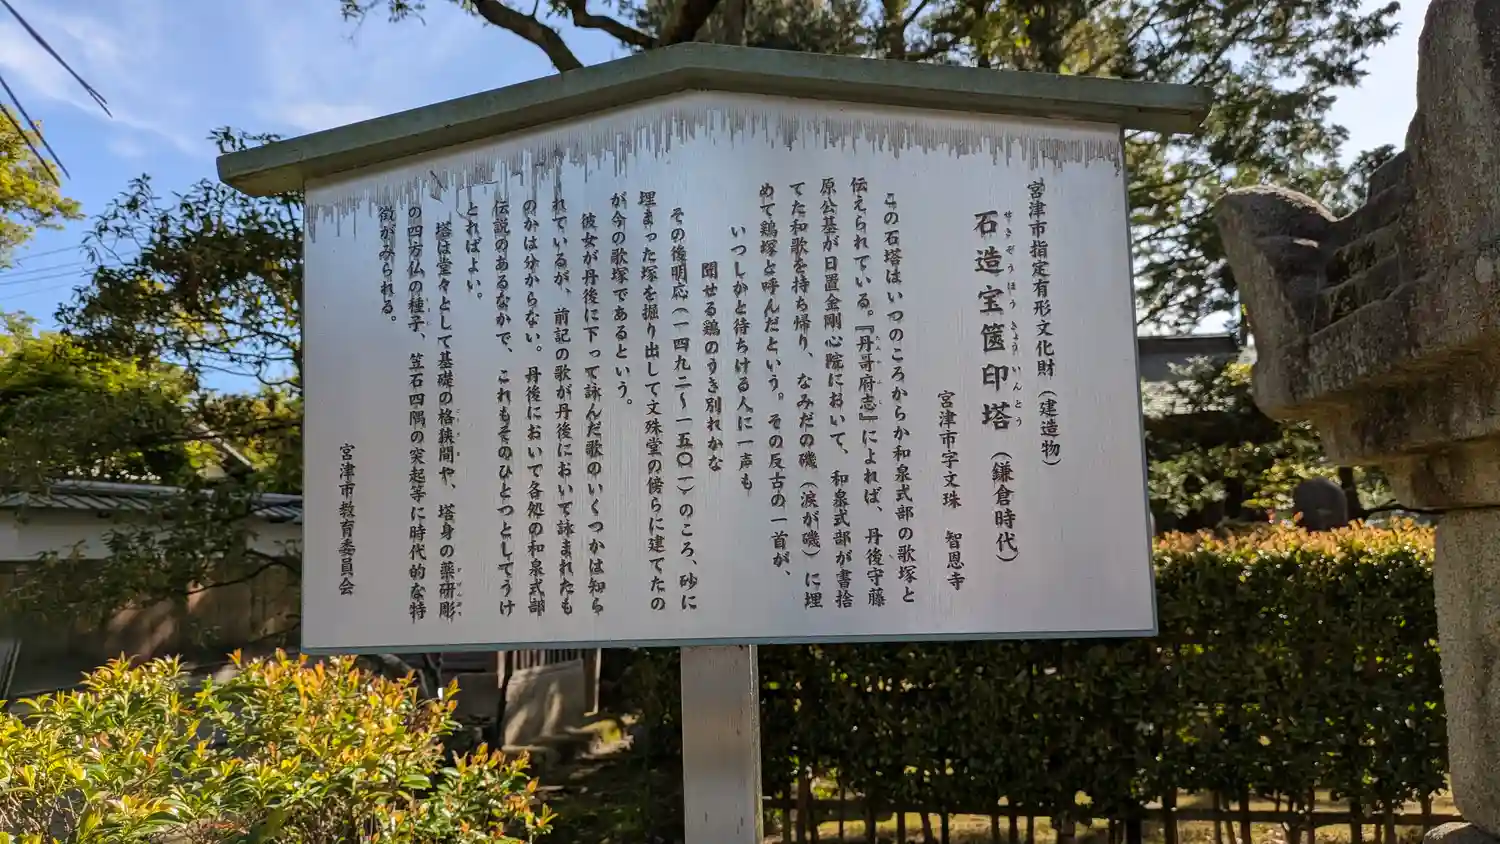 宮津市指定有形文化財（建造物）
石造宝篋印塔（鎌倉時代）
せきぞうほうきょういんとう
宮津市字文珠　智恩寺
この石塔はいつのころからか和泉式部の歌塚と
伝えられている。『丹哥府志』によれば、丹後守藤
原公基が日置金剛心院において、和泉式部が書捨
てた和歌を持ち帰り、なみだの磯（涙が磯）に埋
めて鶏塚と呼んだという。その反古の一首が、
いつしかと待ちける人に一声も
聞せる鶏のうき別れかな
その後明応（一四九二〜一五〇一）のころ、砂に
埋まった塚を掘り出して文殊堂の傍らに建てたの
が今の歌塚であるという。
彼女が丹後に下って詠んだ歌のいくつかは知ら
れているが、前記の歌が丹後において詠まれたも
のかは分からない。丹後において各処の和泉式部
伝説のあるなかで、これもそのひとつとしてうけ
とればよい。
塔は堂々として基礎の格狭間や、塔身の薬研彫
の四方仏の種子、笠石四隅の突起等に時代的な特
徴がみられる。
宮津市教育委員会